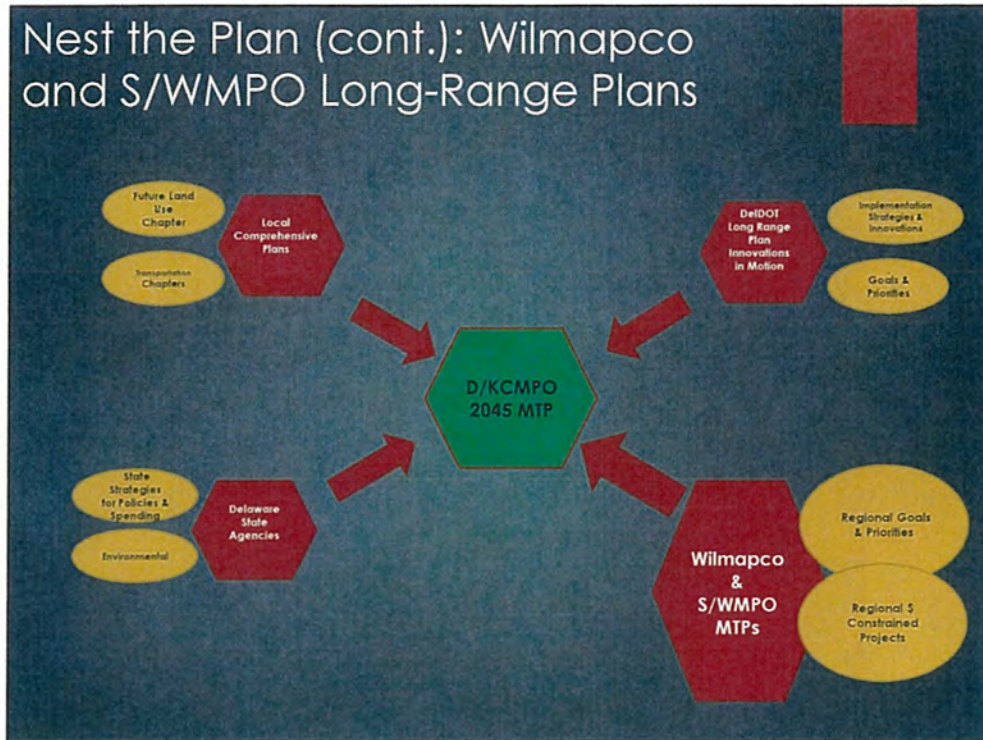 Nest the Plan (cont.): Wilmapco
and S/WMPO Long-Range Plans
Future Land
Use
Chapter
Transportation
Chapters
Local
Comprehensive
Plans
DelDOT
Long Range
Plan
Innovations
in Motion
Implementation
Strategies &
Innovations
Goals &
Priorities
D/KCMPO
2045 MTP
State
Strategies
for Policies &
Spending
Environmental
Delaware
State
Agencies
Wilmapco
&
S/WMPO
MTPs
Regional Goals
& Priorities
Regional $
Constrained
Projects